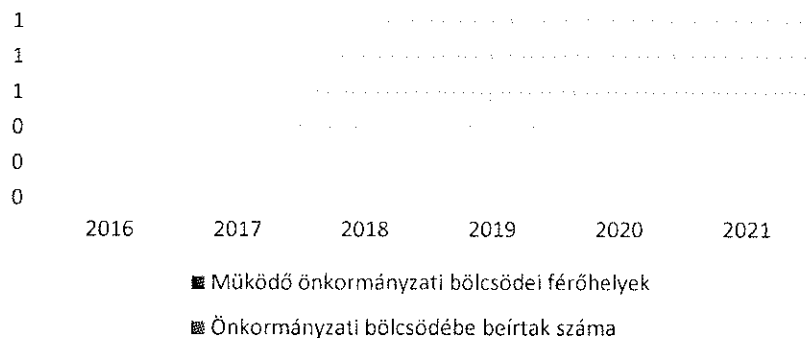 1
1
1
0
0
0
2016 2017 2018 2019 2020 2021
Működő önkormányzati bölcsödei férőhelyek
Önkormányzati bölcsödébe beírtak száma